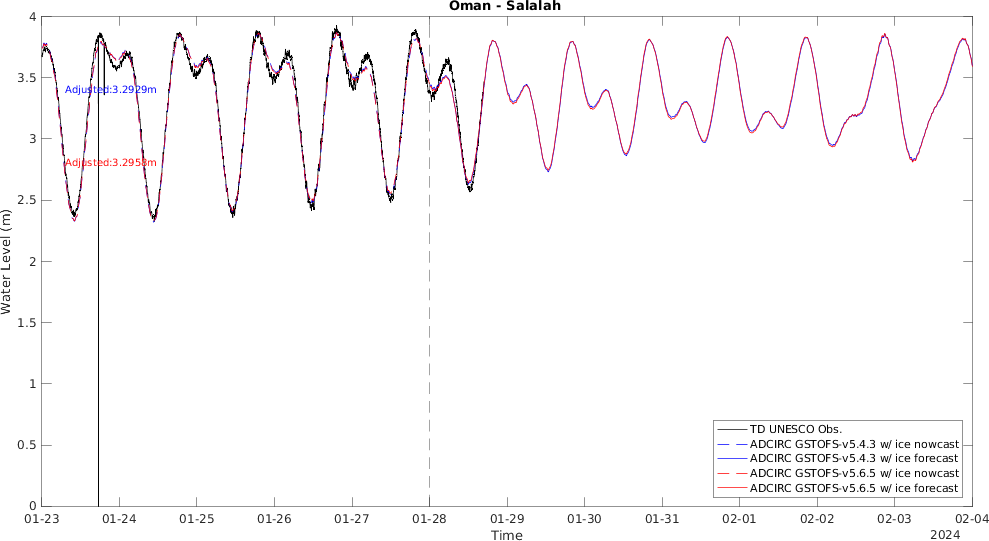 Oman - Salalah
4
3.5
3
2.5
2
1.5
1
0.5
0
Water Level (m)
Adjusted:3.2929m
Adjusted:3.2958m
TD UNESCO Obs.
ADCIRC GSTOFS-v5.4.3 w/ ice nowcast
ADCIRC GSTOFS-v5.4.3 w/ ice forecast
ADCIRC GSTOFS-v5.6.5 w/ ice nowcast
ADCIRC GSTOFS-v5.6.5 w/ ice forecast
01-23 01-24 01-25 01-26 01-27 01-28 01-29 01-30 01-31 02-01 02-02 02-03 02-04
Time
2024